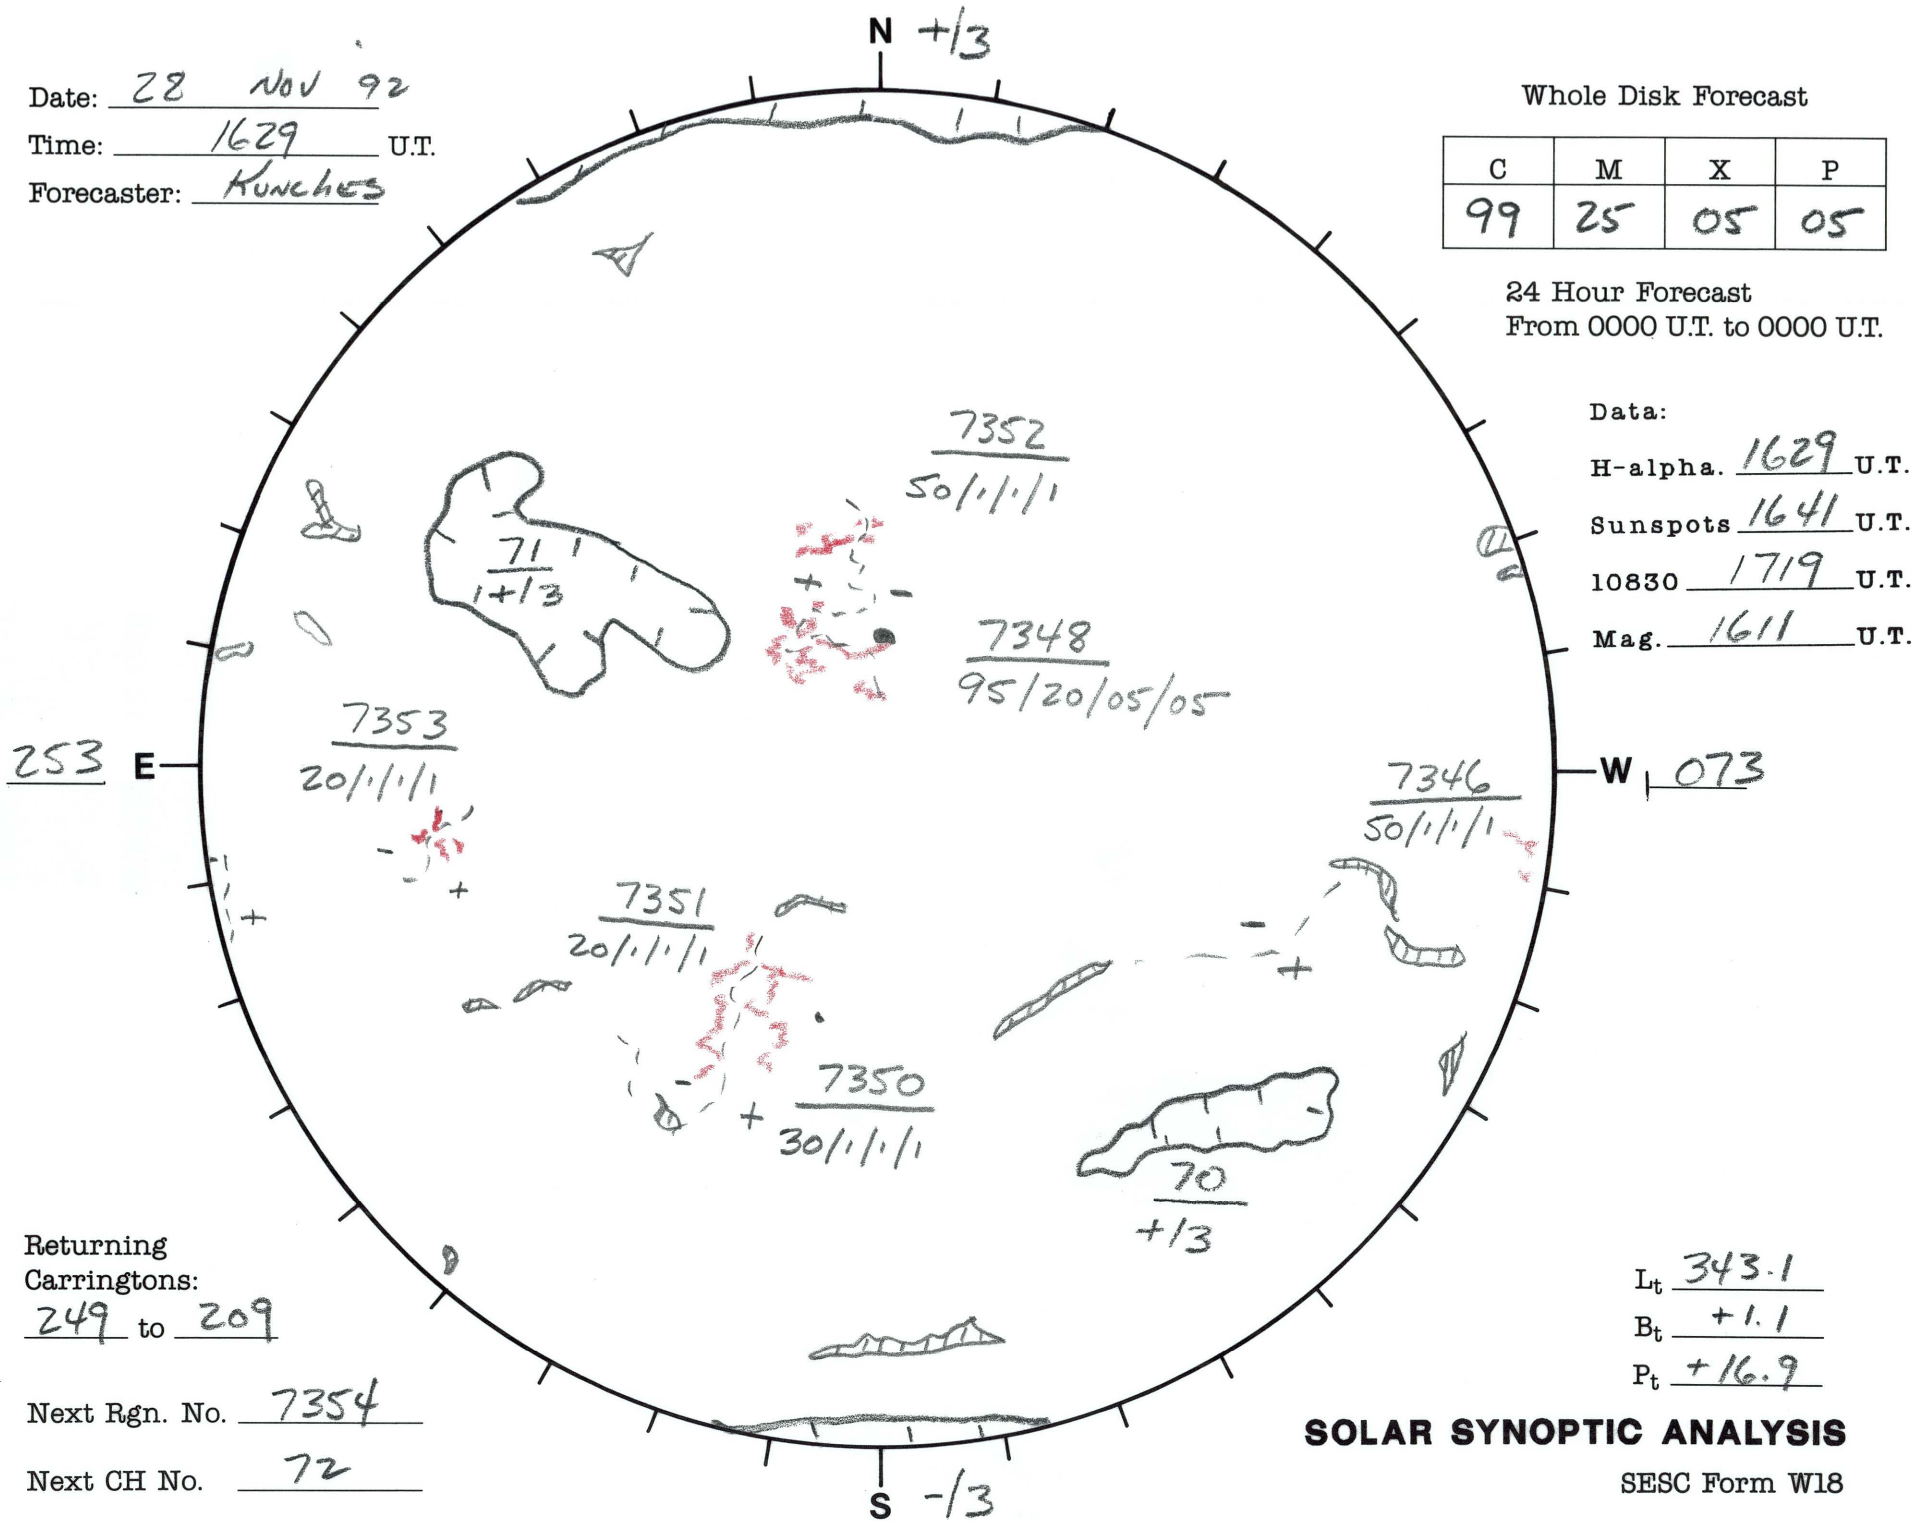 N +/3
Date: 28 NOV 92
Time: 1629 U.T.
Forecaster: KUNCHES
Whole Disk Forecast
C M X P
99 25 05 05
24 Hour Forecast
From 0000 U.T. to 0000 U.T.
Data:
H-alpha. 1629 U.T.
Sunspots 1641 U.T.
10830 1719 U.T.
Mag. 1611 U.T.
7352
50/1/1/1
71
1+/3
+ -
7348
95/20/05/05
7353
20/1/1/1
- +
253 E
W 073
7346
50/1/1/1
+
7351
20/1/1/1
- +
- +
7350
30/1/1/1
70
+/3
Returning
Carringtons:
249 to 209
Next Rgn. No. 7354
Next CH No. 72
Lt 343.1
Bt +1.1
Pt +16.9
SOLAR SYNOPTIC ANALYSIS
SESC Form W18
S -/3